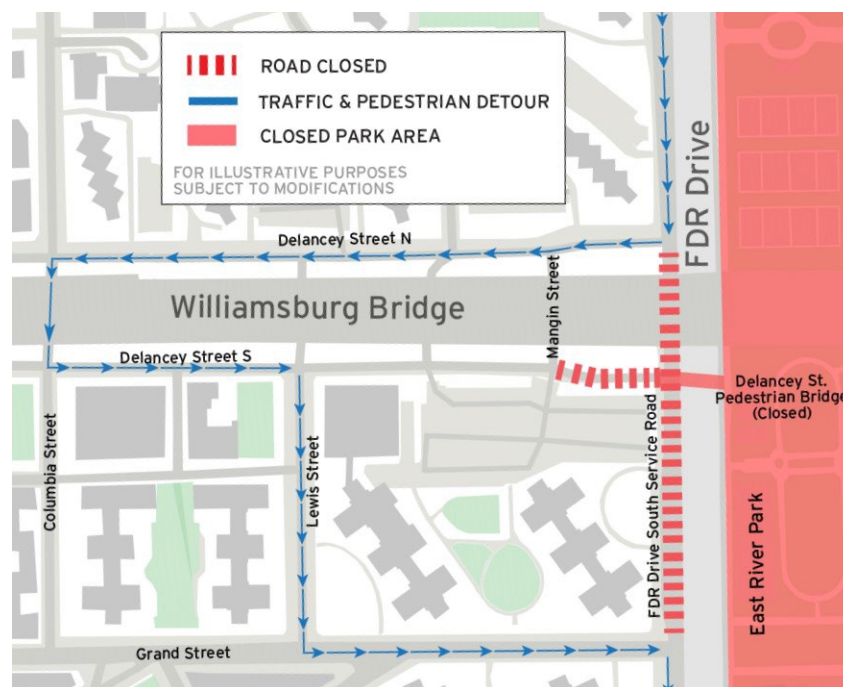 ROAD CLOSED
TRAFFIC & PEDESTRIAN DETOUR
CLOSED PARK AREA
FOR ILLUSTRATIVE PURPOSES
SUBJECT TO MODIFICATIONS
FDR Drive
Delancey Street N
Williamsburg Bridge
Mangin Street
Delancey Street S
Delancey St.
Pedestrian Bridge
(Closed)
Columbia Street
Lewis Street
FDR Drive South Service Road
East River Park
Grand Street